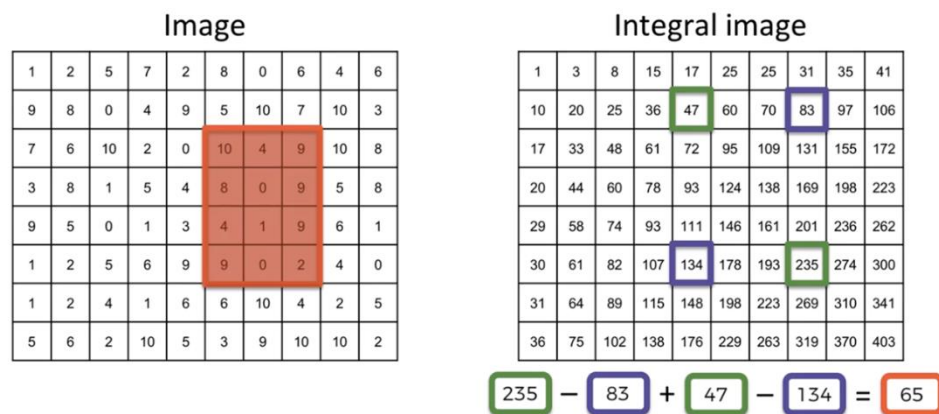 Image
1 2 5 7 2 8 0 6 4 6
9 8 0 4 9 5 10 7 10 3
7 6 10 2 0 10 4 9 10 8
3 8 1 5 4 8 0 9 5 8
9 5 0 1 3 4 1 9 6 1
1 2 5 6 9 9 0 2 4 0
1 2 4 1 6 6 10 4 2 5
5 6 2 10 5 3 9 10 10 2
Integral image
1 3 8 15 17 25 25 31 35 41
10 20 25 36 47 60 70 83 97 106
17 33 48 61 72 95 109 131 155 172
20 44 60 78 93 124 138 169 198 223
29 58 74 93 111 146 161 201 236 262
30 61 82 107 134 178 193 235 274 300
31 64 89 115 148 198 223 269 310 341
36 75 102 138 176 229 263 319 370 403
235 − 83 + 47 − 134 = 65